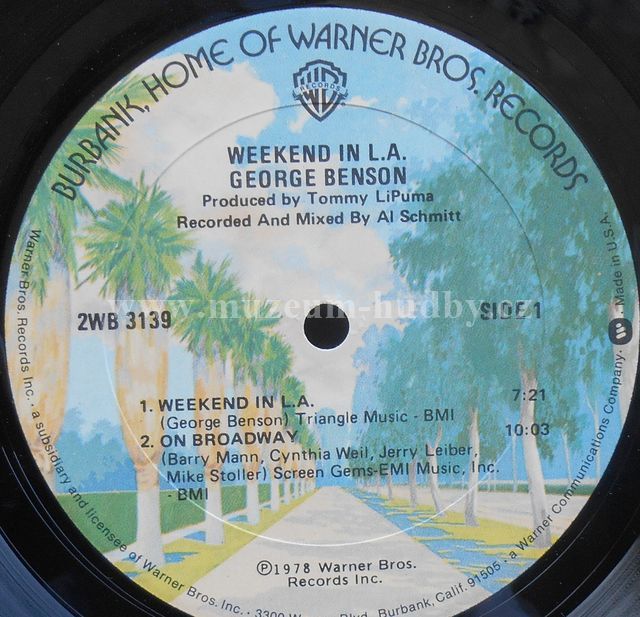 BURBANK, HOME OF WARNER BROS. RECORDS
W B
RECORDS
WEEKEND IN L.A.
GEORGE BENSON
Produced by Tommy LiPuma
Recorded And Mixed By Al Schmitt
www.muzeum-hudby.cz
2WB 3139
SIDE 1
1. WEEKEND IN L.A. 7:21
(George Benson) Triangle Music - BMI
2. ON BROADWAY 10:03
(Barry Mann, Cynthia Weil, Jerry Leiber,
Mike Stoller) Screen Gems-EMI Music, Inc.
- BMI
℗1978 Warner Bros.
Records Inc.
Warner Bros. Records Inc. • a subsidiary and licensee of Warner Bros. Inc. • 3300 Blvd., Burbank, Calif. 91505 • a Warner Communications Company. • Made in U.S.A.